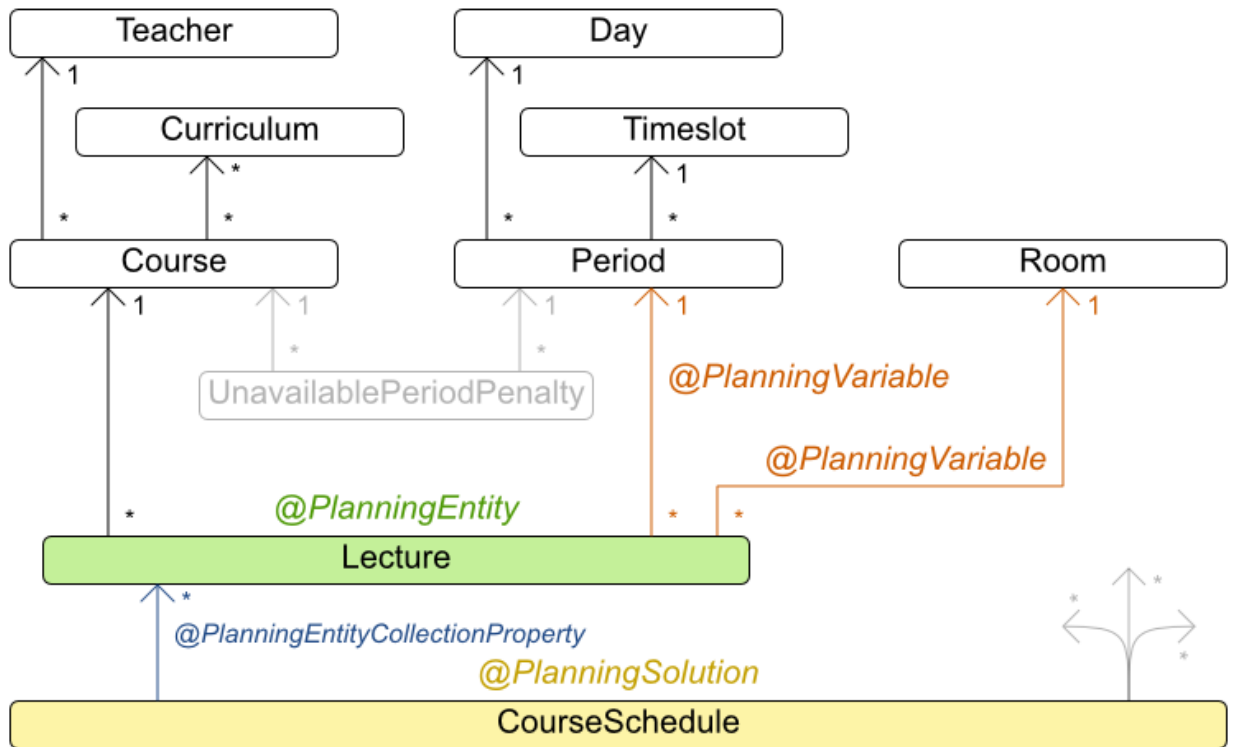 Teacher
Day
1
1
Curriculum
Timeslot
*
1
*
*
*
*
Course
Period
Room
1
1
1
1
1
*
*
@PlanningVariable
UnavailablePeriodPenalty
@PlanningVariable
@PlanningEntity
*
*
*
Lecture
*
*
*
@PlanningEntityCollectionProperty
*
@PlanningSolution
CourseSchedule